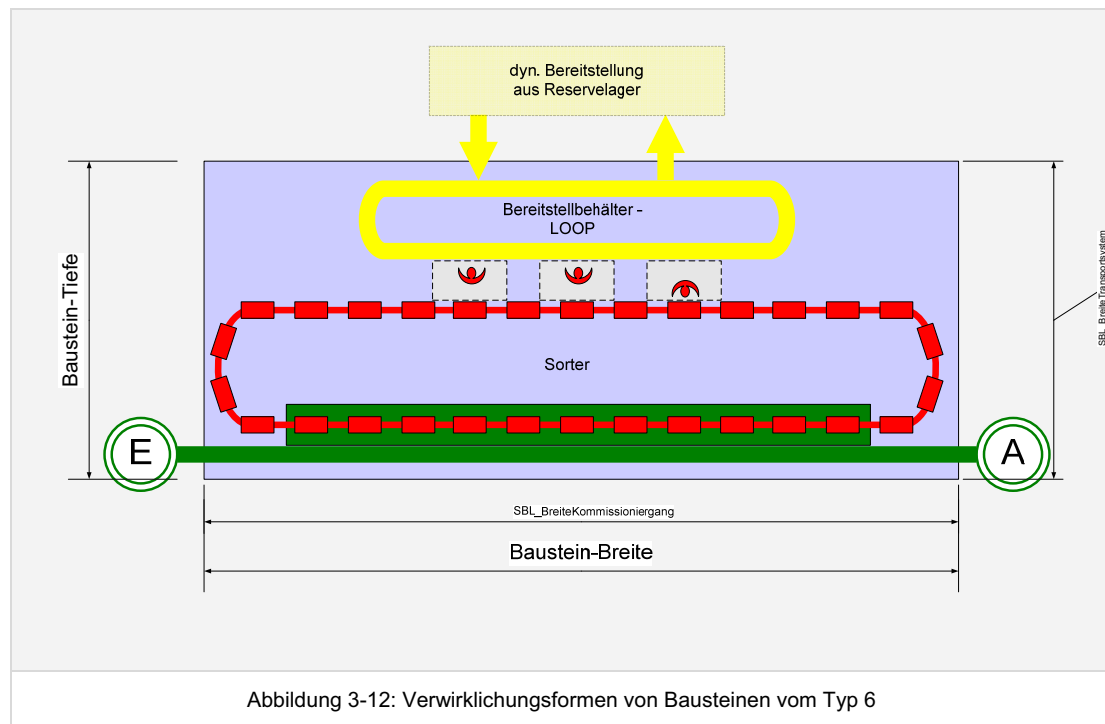 dyn. Bereitstellung
aus Reservelager
Bereitstellbehälter -
LOOP
Baustein-Tiefe
SBL_BreiteTransportsystem
Sorter
E
A
SBL_BreiteKommissioniergang
Baustein-Breite
Abbildung 3-12: Verwirklichungsformen von Bausteinen vom Typ 6